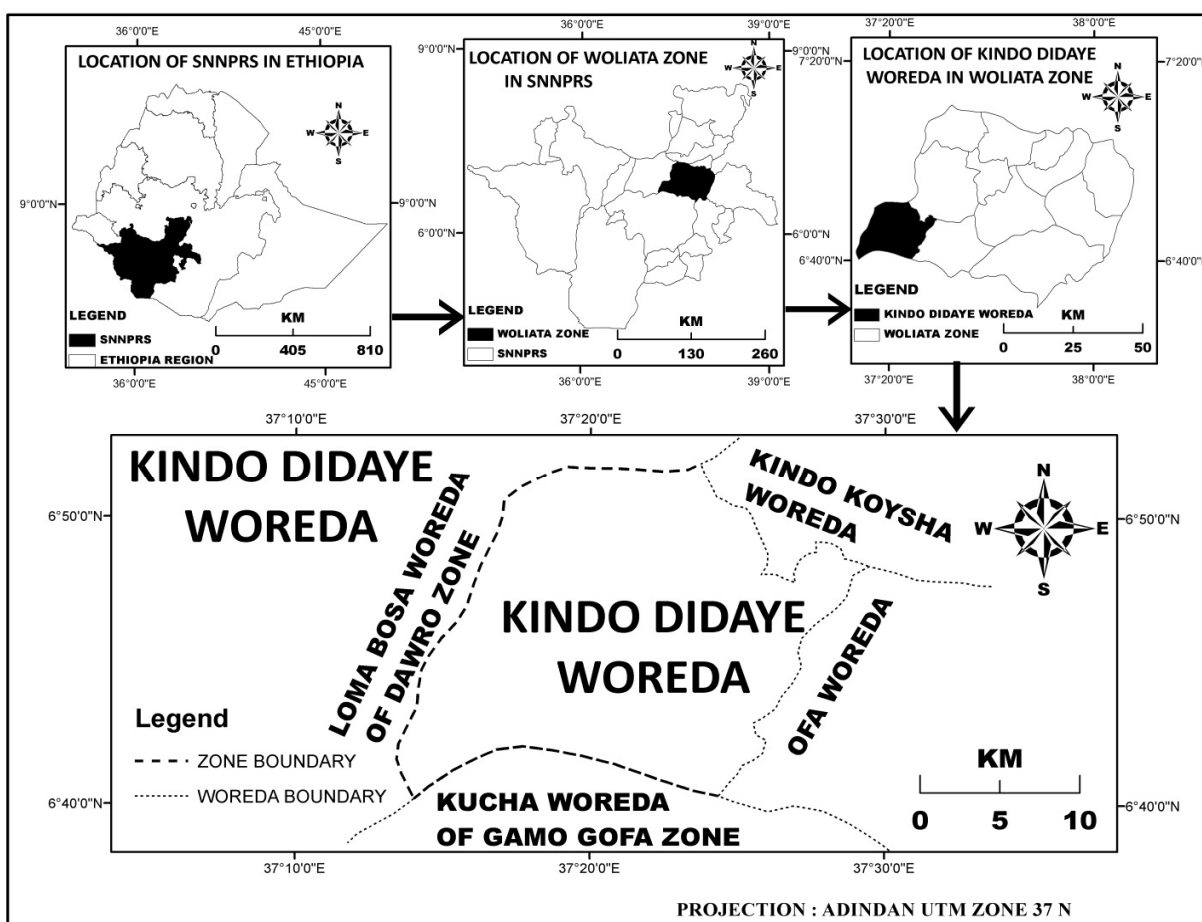 36°0'0"E 45°0'0"E
LOCATION OF SNNPRS IN ETHIOPIA
N
W E
S
9°0'0"N 9°0'0"N
LEGEND
SNNPRS
ETHIOPIA REGION
KM
0 405 810
36°0'0"E 45°0'0"E
36°0'0"E 39°0'0"E
9°0'0"N 9°0'0"N
LOCATION OF WOLIATA ZONE
IN SNNPRS
N
W E
S
6°0'0"N 6°0'0"N
LEGEND
WOLIATA ZONE
SNNPRS
KM
0 130 260
36°0'0"E 39°0'0"E
37°20'0"E 38°0'0"E
7°20'0"N 7°20'0"N
LOCATION OF KINDO DIDAYE
WOREDA IN WOLIATA ZONE
N
W E
S
6°40'0"N 6°40'0"N
LEGEND
KINDO DIDAYE WOREDA
WOLIATA ZONE
KM
0 25 50
37°20'0"E 38°0'0"E
37°10'0"E 37°20'0"E 37°30'0"E
KINDO DIDAYE
WOREDA
6°50'0"N 6°50'0"N
LOMA BOSA WOREDA
OF DAWRO ZONE
KINDO KOYSHA
WOREDA
N
W E
S
KINDO DIDAYE
WOREDA
OFA WOREDA
Legend
ZONE BOUNDARY
WOREDA BOUNDARY
KM
0 5 10
6°40'0"N 6°40'0"N
KUCHA WOREDA
OF GAMO GOFA ZONE
37°10'0"E 37°20'0"E 37°30'0"E
PROJECTION : ADINDAN UTM ZONE 37 N